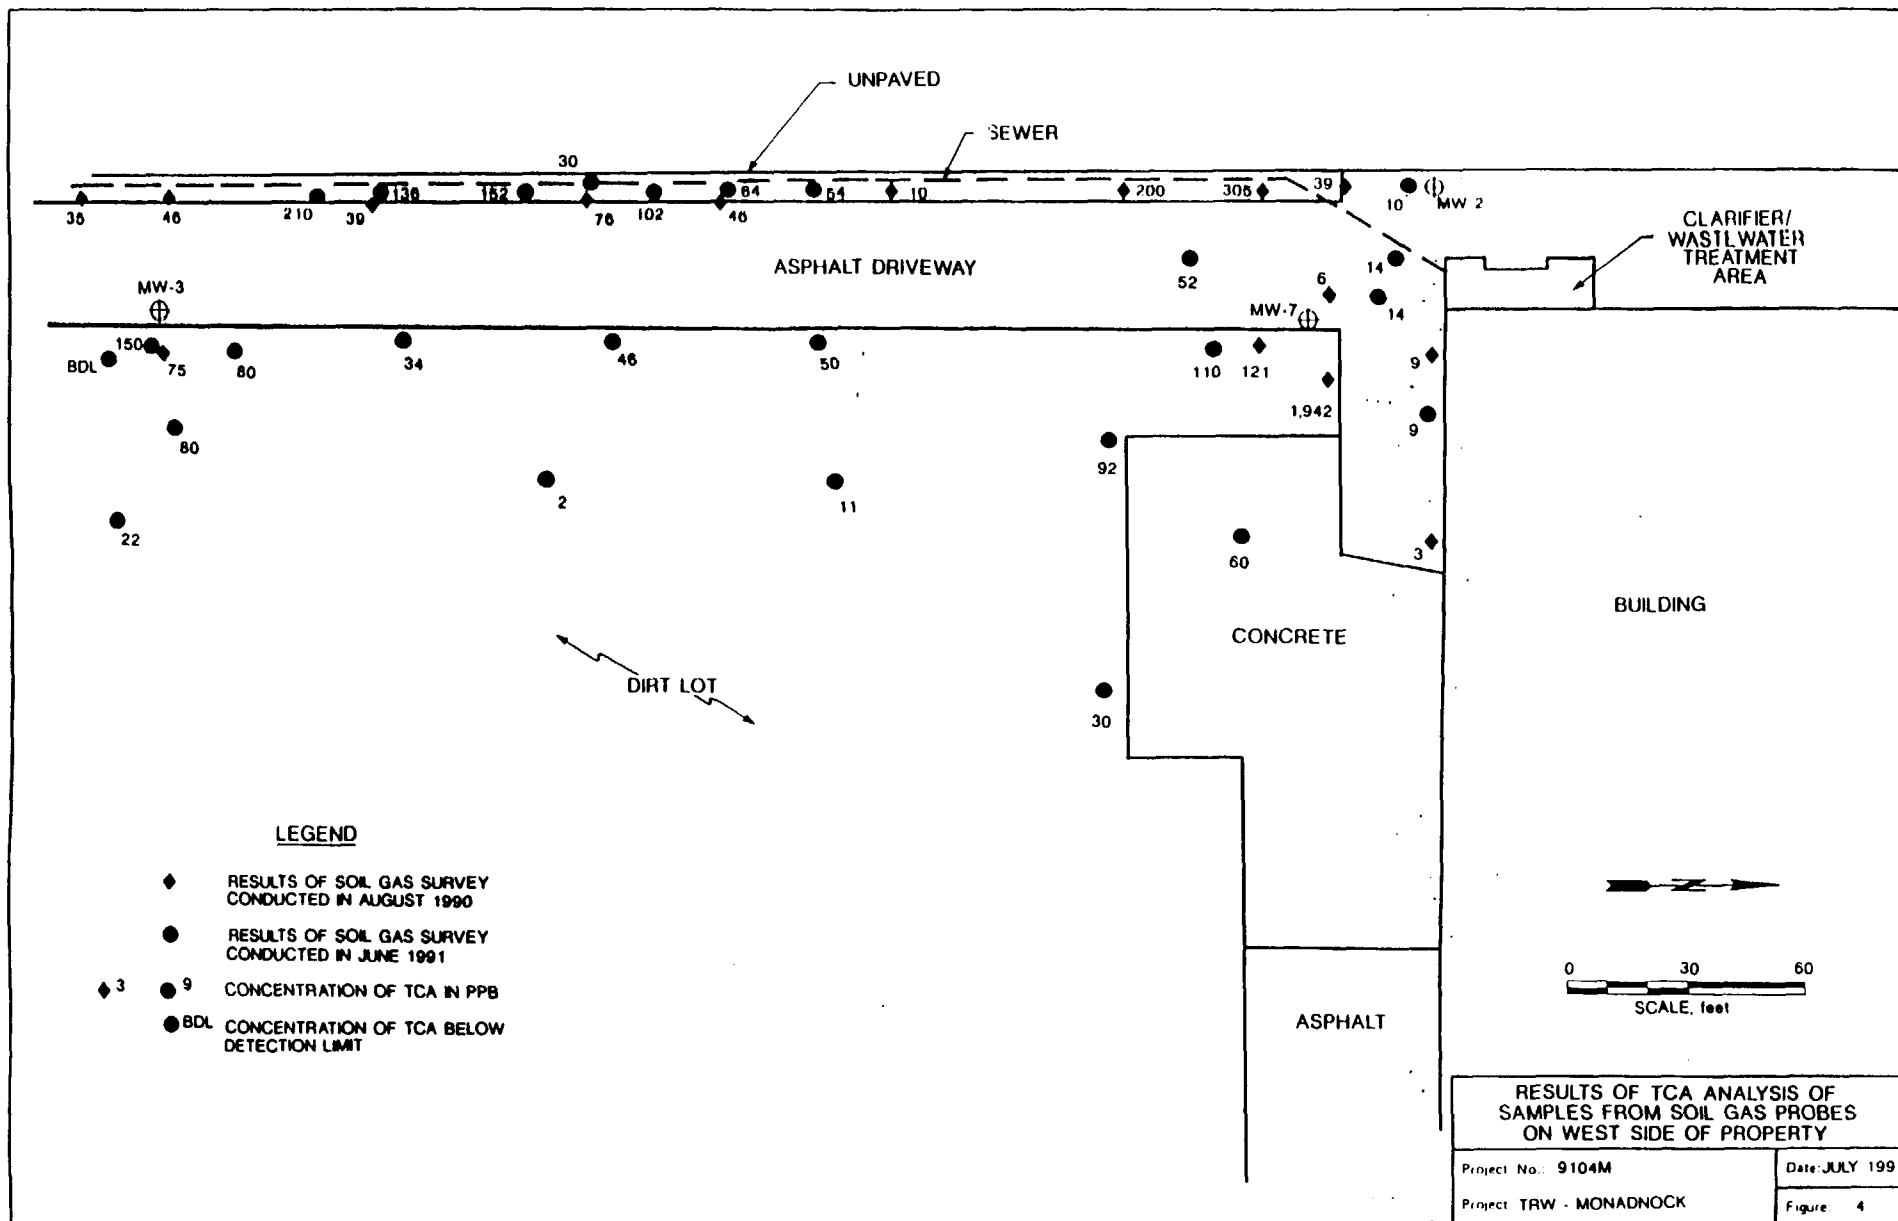 UNPAVED
SEWER
30
36
46
210
136
39
162
76
102
64
46
54
10
200
306
39
10
MW 2
CLARIFIER/
WASTEWATER
TREATMENT
AREA
ASPHALT DRIVEWAY
52
14
6
14
MW-3
MW-7
150
BDL
75
80
34
46
50
110
121
9
1,942
9
80
92
2
11
22
60
3
BUILDING
CONCRETE
DIRT LOT
30
LEGEND
RESULTS OF SOIL GAS SURVEY
CONDUCTED IN AUGUST 1990
RESULTS OF SOIL GAS SURVEY
CONDUCTED IN JUNE 1991
3 9 CONCENTRATION OF TCA IN PPB
BDL CONCENTRATION OF TCA BELOW
DETECTION LIMIT
N
0 30 60
SCALE, feet
ASPHALT
RESULTS OF TCA ANALYSIS OF
SAMPLES FROM SOIL GAS PROBES
ON WEST SIDE OF PROPERTY
Project No.: 9104M
Date: JULY 199
Project TRW - MONADNOCK
Figure: 4